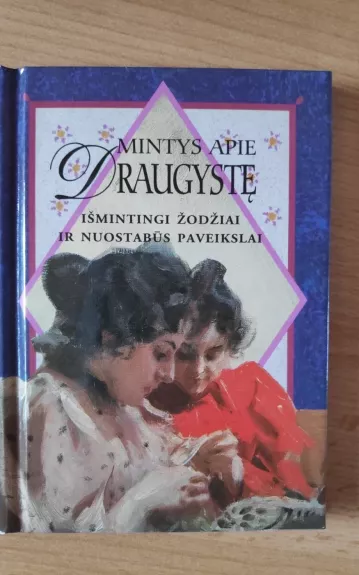 MINTYS APIE
DRAUGYSTĘ
IŠMINTINGI ŽODŽIAI
IR NUOSTABŪS PAVEIKSLAI